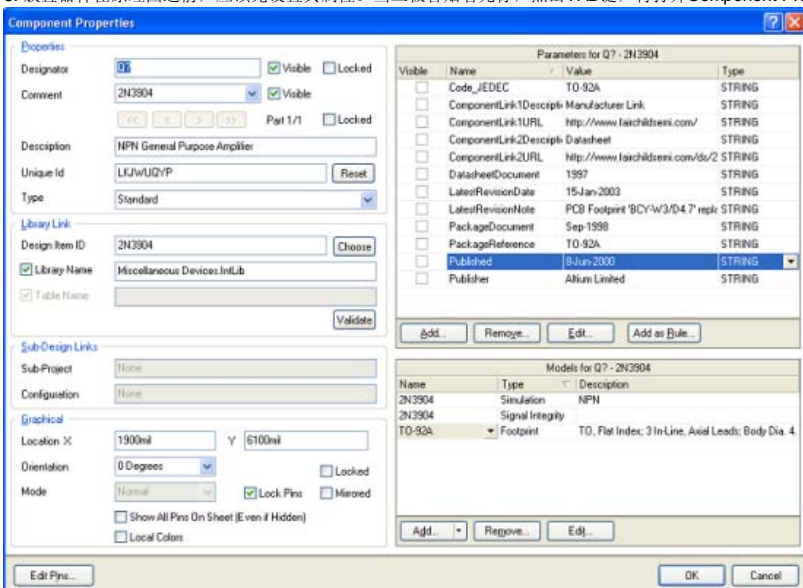 Component Properties
Properties
Designator Q? Visible Locked
Comment 2N3904 Visible
<< < > >> Part 1/1 Locked
Description NPN General Purpose Amplifier
Unique Id LKJWUQYP Reset
Type Standard
Library Link
Design Item ID 2N3904 Choose
Library Name Miscellaneous Devices.IntLib
Table Name
Validate
Sub-Design Links
Sub-Project None
Configuration None
Graphical
Location X 1900mil Y 6100mil
Orientation 0 Degrees Locked
Mode Normal Lock Pins Mirrored
Show All Pins On Sheet (Even if Hidden)
Local Colors
Edit Pins...
Parameters for Q? - 2N3904
Visible Name Value Type
Code_JEDEC TO-92A STRING
ComponentLink1Descripti Manufacturer Link STRING
ComponentLink1URL http://www.fairchildsemi.com/ STRING
ComponentLink2Descripti Datasheet STRING
ComponentLink2URL http://www.fairchildsemi.com/ds/2 STRING
DatasheetDocument 1997 STRING
LatestRevisionDate 15-Jan-2003 STRING
LatestRevisionNote PCB Footprint 'BCY-W3/D4.7' repla STRING
PackageDocument Sep-1998 STRING
PackageReference TO-92A STRING
Published 8-Jun-2000 STRING
Publisher Altium Limited STRING
Add... Remove... Edit... Add as Rule...
Models for Q? - 2N3904
Name Type Description
2N3904 Simulation NPN
2N3904 Signal Integrity
TO-92A Footprint TO, Flat Index; 3 In-Line, Axial Leads; Body Dia. 4.
Add... Remove... Edit...
OK Cancel